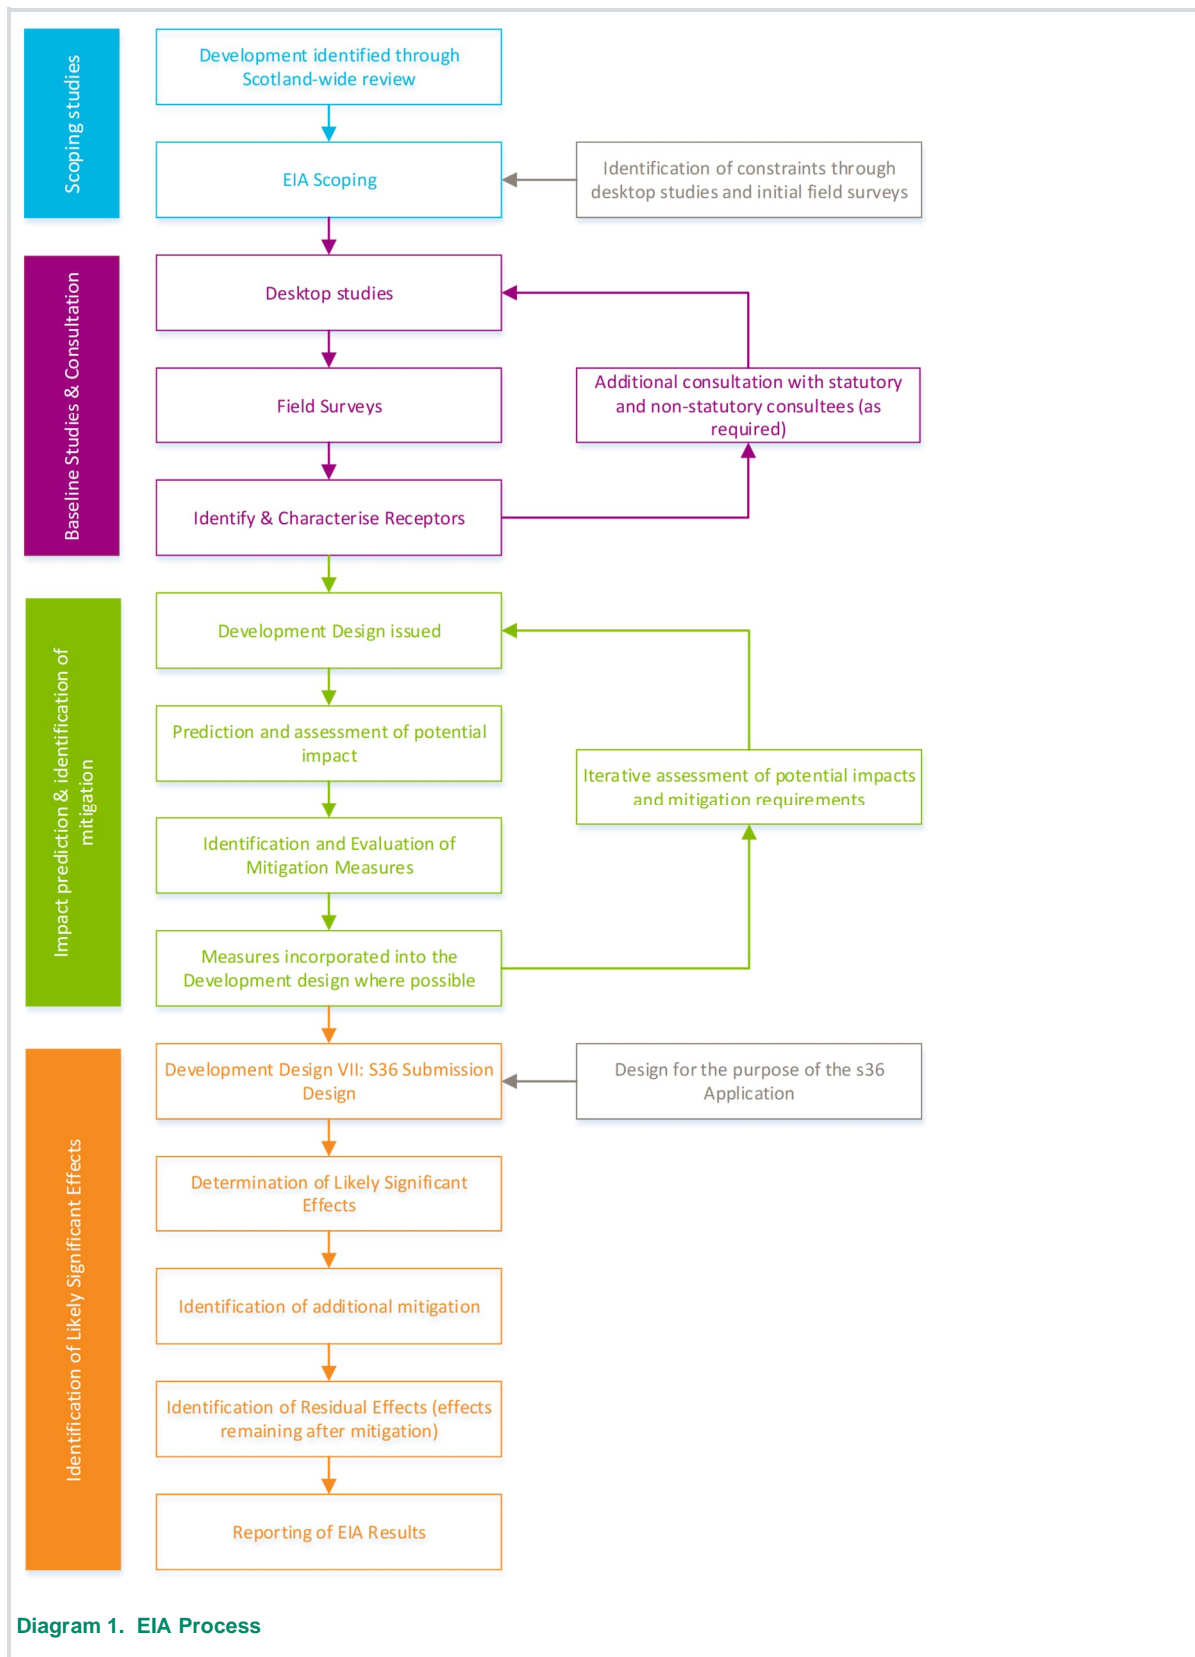 Scoping studies
Development identified through
Scotland-wide review
EIA Scoping
Identification of constraints through
desktop studies and initial field surveys
Baseline Studies & Consultation
Desktop studies
Field Surveys
Additional consultation with statutory
and non-statutory consultees (as
required)
Identify & Characterise Receptors
Impact prediction & identification of
mitigation
Development Design issued
Prediction and assessment of potential
impact
Iterative assessment of potential impacts
and mitigation requirements
Identification and Evaluation of
Mitigation Measures
Measures incorporated into the
Development design where possible
Identification of Likely Significant Effects
Development Design VII: S36 Submission
Design
Design for the purpose of the s36
Application
Determination of Likely Significant
Effects
Identification of additional mitigation
Identification of Residual Effects (effects
remaining after mitigation)
Reporting of EIA Results
Diagram 1. EIA Process